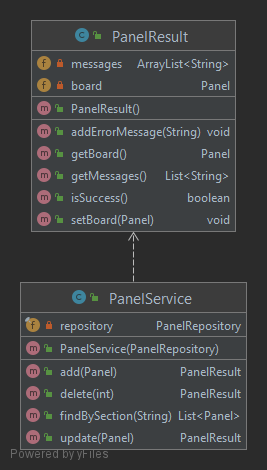 PanelResult
messages ArrayList<String>
board Panel
PanelResult()
addErrorMessage(String) void
getBoard() Panel
getMessages() List<String>
isSuccess() boolean
setBoard(Panel) void
PanelService
repository PanelRepository
PanelService(PanelRepository)
add(Panel) PanelResult
delete(int) PanelResult
findBySection(String) List<Panel>
update(Panel) PanelResult
Powered by yFiles